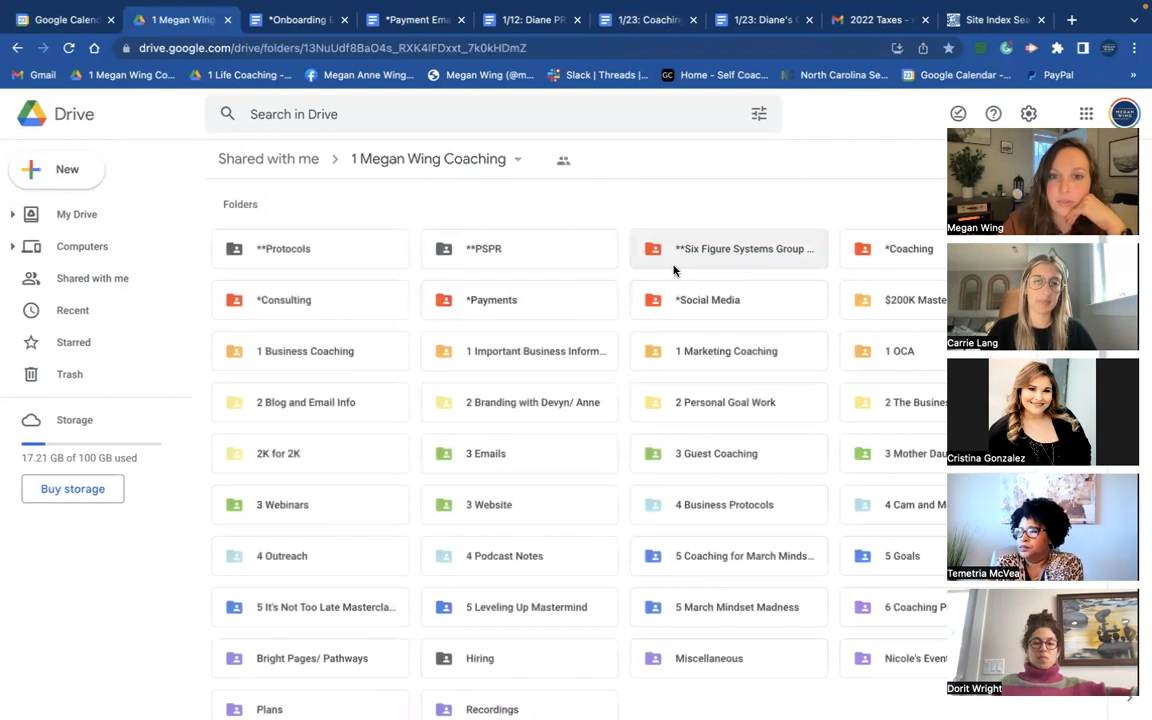 Google Calenda
1 Megan Wing
*Onboarding E
*Payment Ema
1/12: Diane PR
1/23: Coaching
1/23: Diane's C
2022 Taxes -
Site Index Sea
drive.google.com/drive/folders/13NuUdf8BaO4s_RXK4lFDxxt_7k0kHDmZ
Gmail
1 Megan Wing Co...
1 Life Coaching -...
Megan Anne Wing...
Megan Wing (@m...
Slack | Threads |...
GC
Home - Self Coac...
North Carolina Se...
Google Calendar -...
PayPal
Drive
Search in Drive
New
Shared with me
1 Megan Wing Coaching
My Drive
Computers
Shared with me
Recent
Starred
Trash
Storage
17.21 GB of 100 GB used
Buy storage
Folders
**Protocols
**PSPR
**Six Figure Systems Group ...
*Coaching
*Consulting
*Payments
*Social Media
$200K Maste
1 Business Coaching
1 Important Business Inform...
1 Marketing Coaching
1 OCA
2 Blog and Email Info
2 Branding with Devyn/ Anne
2 Personal Goal Work
2 The Busine
2K for 2K
3 Emails
3 Guest Coaching
3 Mother Dau
3 Webinars
3 Website
4 Business Protocols
4 Cam and M
4 Outreach
4 Podcast Notes
5 Coaching for March Minds...
5 Goals
5 It's Not Too Late Mastercla...
5 Leveling Up Mastermind
5 March Mindset Madness
6 Coaching P
Bright Pages/ Pathways
Hiring
Miscellaneous
Nicole's Even
Plans
Recordings
Megan Wing
Carrie Lang
Cristina Gonzalez
Temetria McVea
Dorit Wright